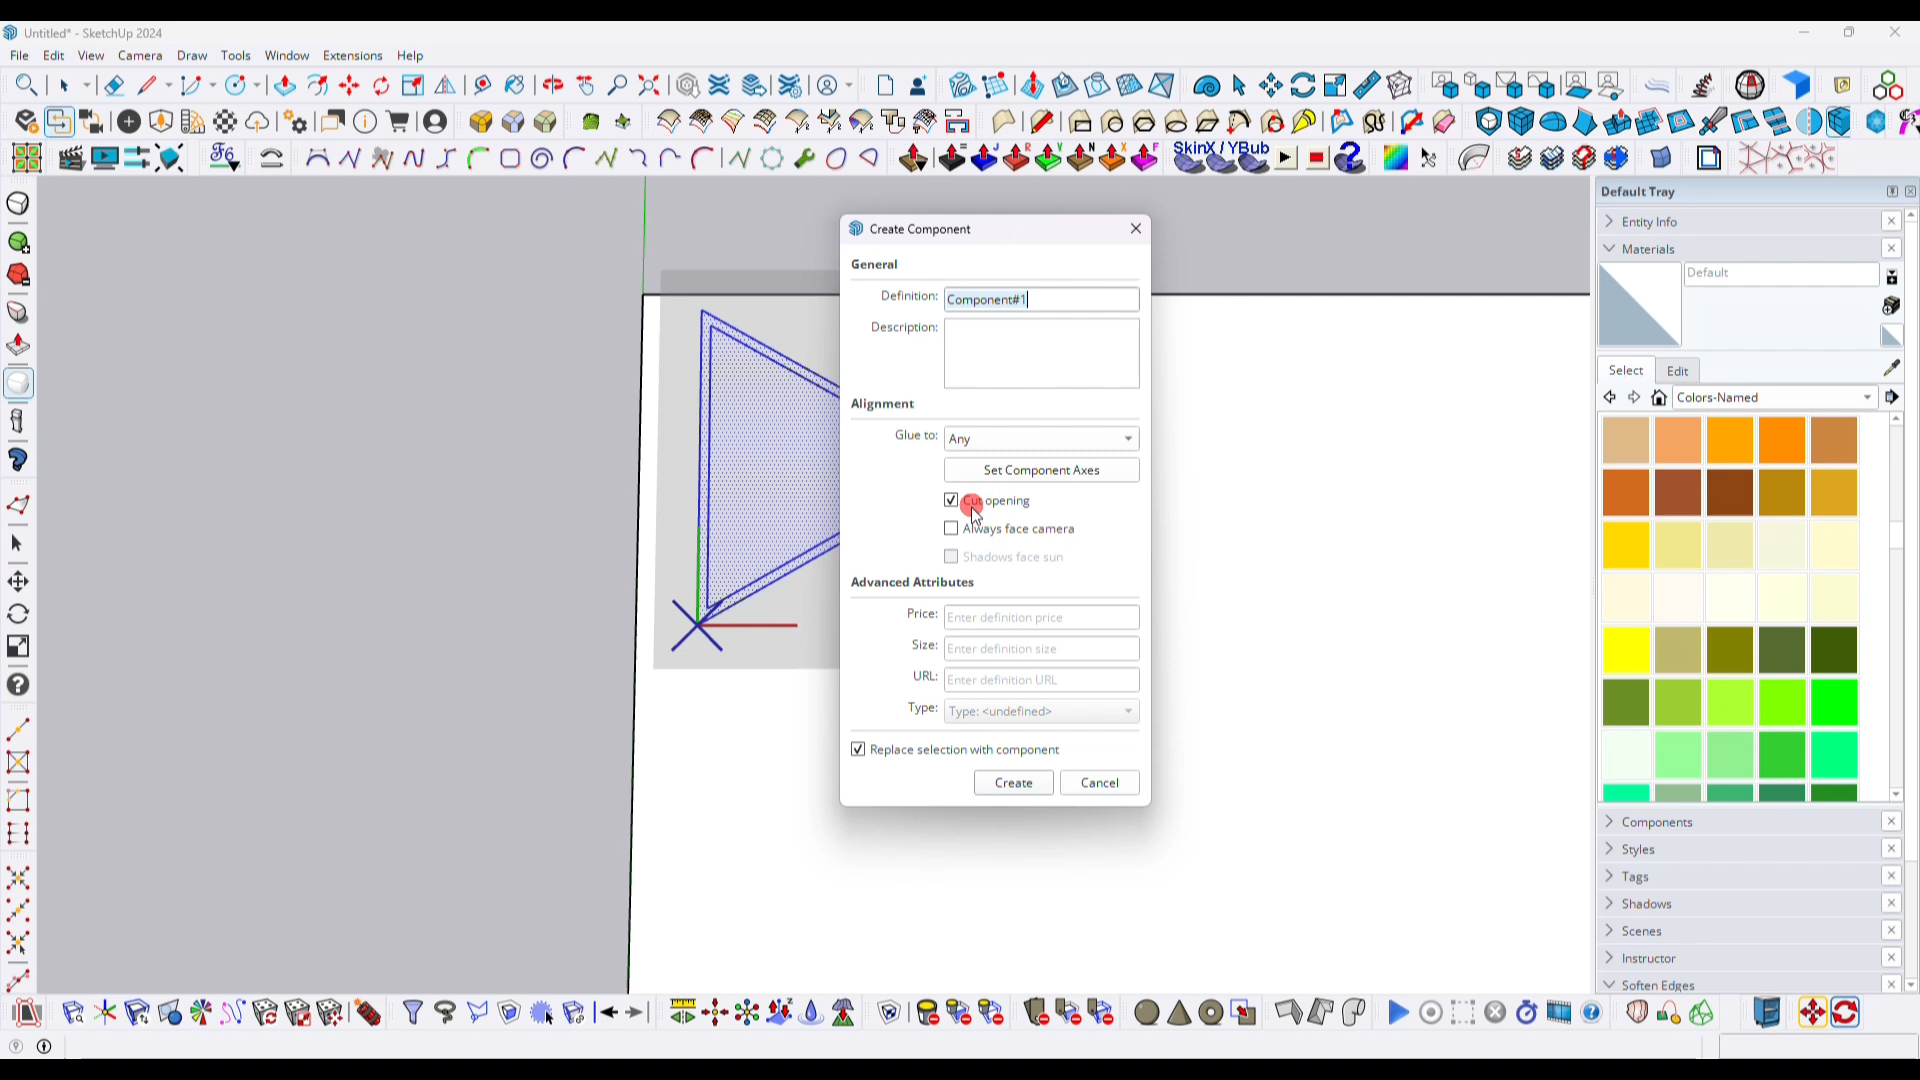 Untitled* - SketchUp 2024
File Edit View Camera Draw Tools Window Extensions Help
SkinX / YBub
Default Tray
Entity Info
Materials
Default
Select Edit
Colors-Named
Components
Styles
Tags
Shadows
Scenes
Instructor
Soften Edges
Create Component
General
Definition: Component#1
Description:
Alignment
Glue to: Any
Set Component Axes
Cut opening
Always face camera
Shadows face sun
Advanced Attributes
Price: Enter definition price
Size: Enter definition size
URL: Enter definition URL
Type: Type: <undefined>
Replace selection with component
Create Cancel